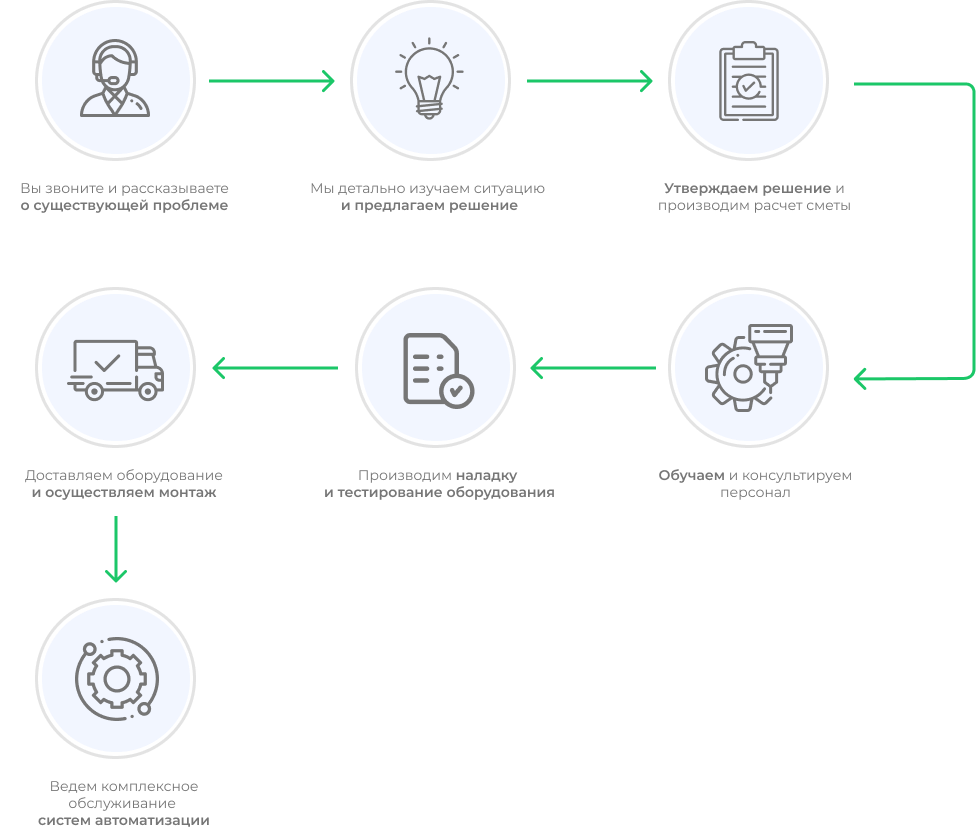 Вы звоните и рассказываете
о существующей проблеме
Мы детально изучаем ситуацию
и предлагаем решение
Утверждаем решение и
производим расчет сметы
Доставляем оборудование
и осуществляем монтаж
Производим наладку
и тестирование оборудования
Обучаем и консультируем
персонал
Ведем комплексное
обслуживание
систем автоматизации